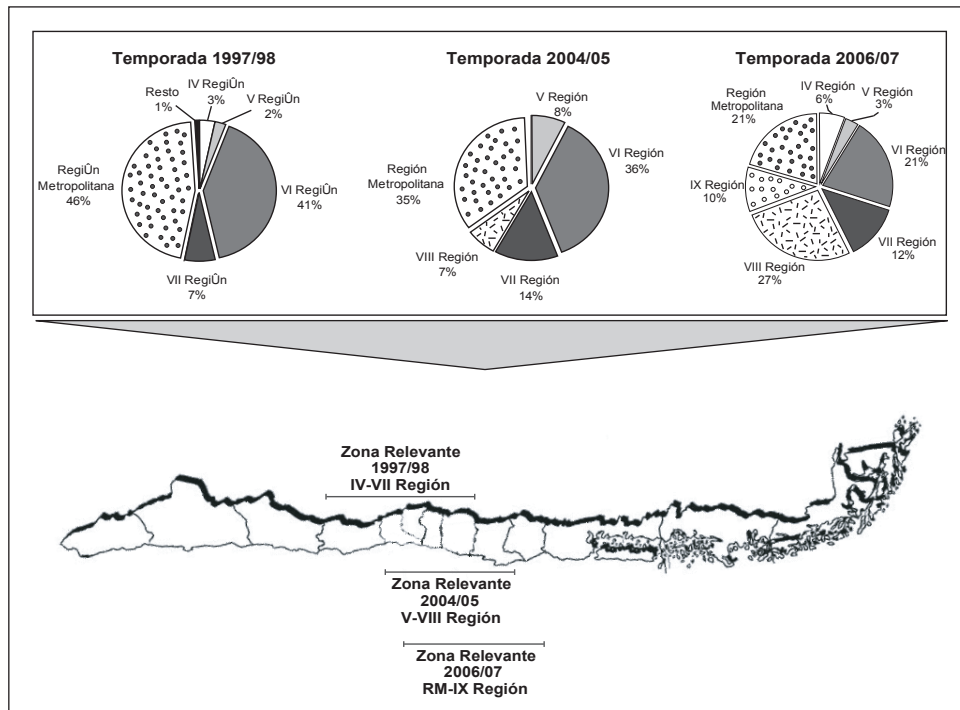 Temporada 1997/98
Resto
1%
IV RegiÛn
3%
V RegiÛn
2%
VI RegiÛn
41%
VII RegiÛn
7%
RegiÛn
Metropolitana
46%
Temporada 2004/05
V Región
8%
VI Región
36%
VII Región
14%
VIII Región
7%
Región
Metropolitana
35%
Temporada 2006/07
IV Región
6%
V Región
3%
VI Región
21%
VII Región
12%
VIII Región
27%
IX Región
10%
Región
Metropolitana
21%
Zona Relevante
1997/98
IV-VII Región
Zona Relevante
2004/05
V-VIII Región
Zona Relevante
2006/07
RM-IX Región